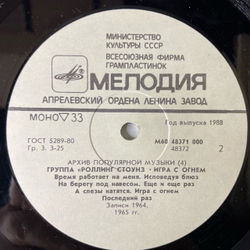 МИНИСТЕРСТВО
КУЛЬТУРЫ СССР
ВСЕСОЮЗНАЯ ФИРМА
ГРАМПЛАСТИНОК
МЕЛОДИЯ
АПРЕЛЕВСКИЙ ОРДЕНА ЛЕНИНА ЗАВОД
МОНО 33
Год выпуска 1988
ГОСТ 5289-80
М60 48371 000
Гр. 3. 3-25
48372
2
АРХИВ ПОПУЛЯРНОЙ МУЗЫКИ (4)
ГРУППА «РОЛЛИНГ СТОУНЗ» · ИГРА С ОГНЕМ
Время работает на меня. Исповедуя блюз
На берегу под навесом. Еще и еще раз
А слезы катятся. Игра с огнем
Последний раз
Записи 1964,
1965 гг.